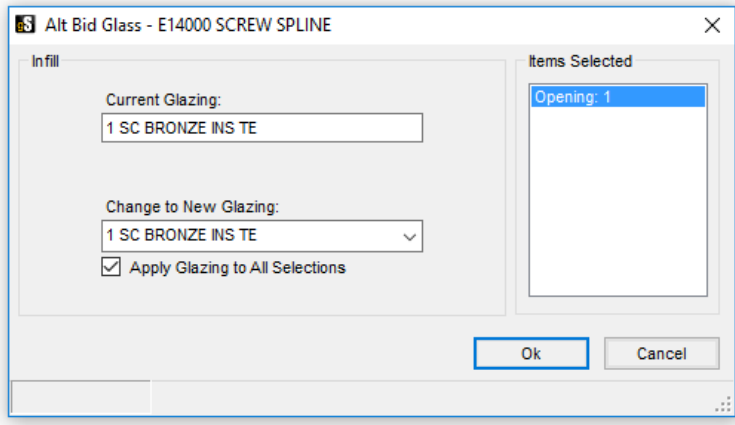 Alt Bid Glass - E14000 SCREW SPLINE
Infill
Current Glazing:
1 SC BRONZE INS TE
Change to New Glazing:
1 SC BRONZE INS TE
Apply Glazing to All Selections
Items Selected
Opening: 1
Ok
Cancel